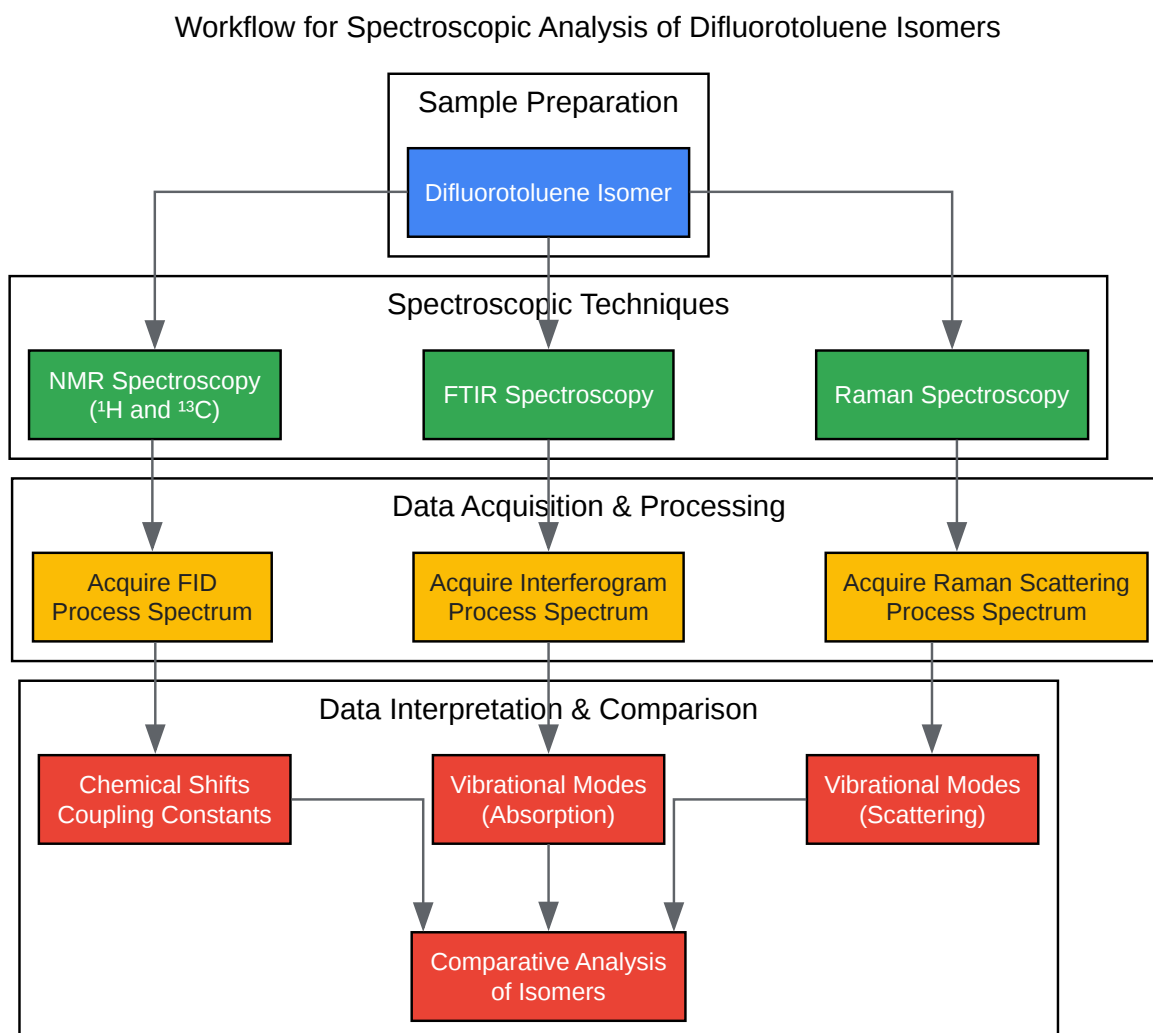 Workflow for Spectroscopic Analysis of Difluorotoluene Isomers
Sample Preparation
Difluorotoluene Isomer
Spectroscopic Techniques
NMR Spectroscopy
(¹H and ¹³C)
FTIR Spectroscopy
Raman Spectroscopy
Data Acquisition & Processing
Acquire FID
Process Spectrum
Acquire Interferogram
Process Spectrum
Acquire Raman Scattering
Process Spectrum
Data Interpretation & Comparison
Chemical Shifts
Coupling Constants
Vibrational Modes
(Absorption)
Vibrational Modes
(Scattering)
Comparative Analysis
of Isomers